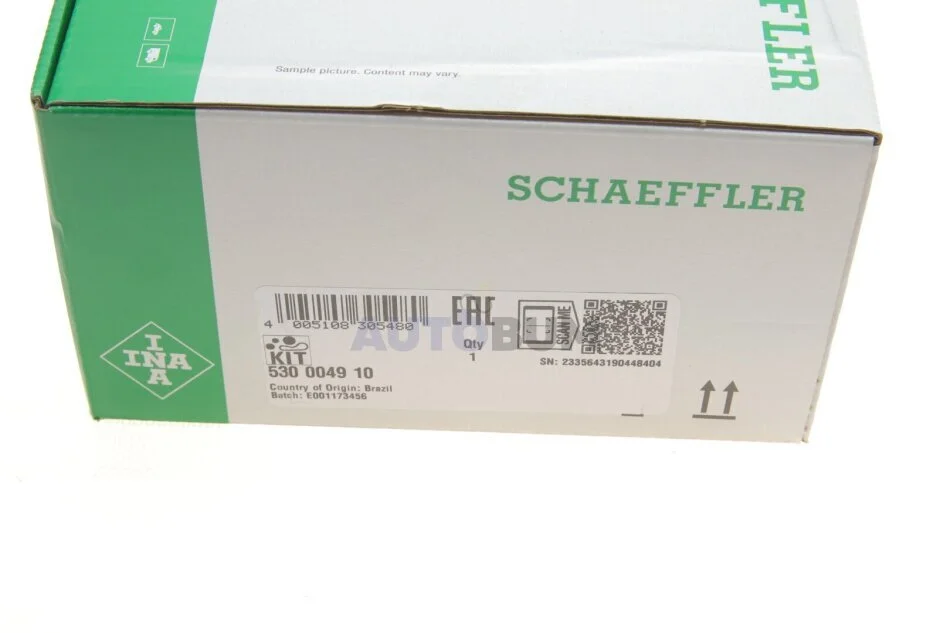 FLER
Sample picture. Content may vary.
SCHAEFFLER
4 005108 305480
EAC
Qty
1
SCAN ME
SN: 2335643190448404
KIT
530 0049 10
Country of Origin: Brazil
Batch: E001173456
INA
INA